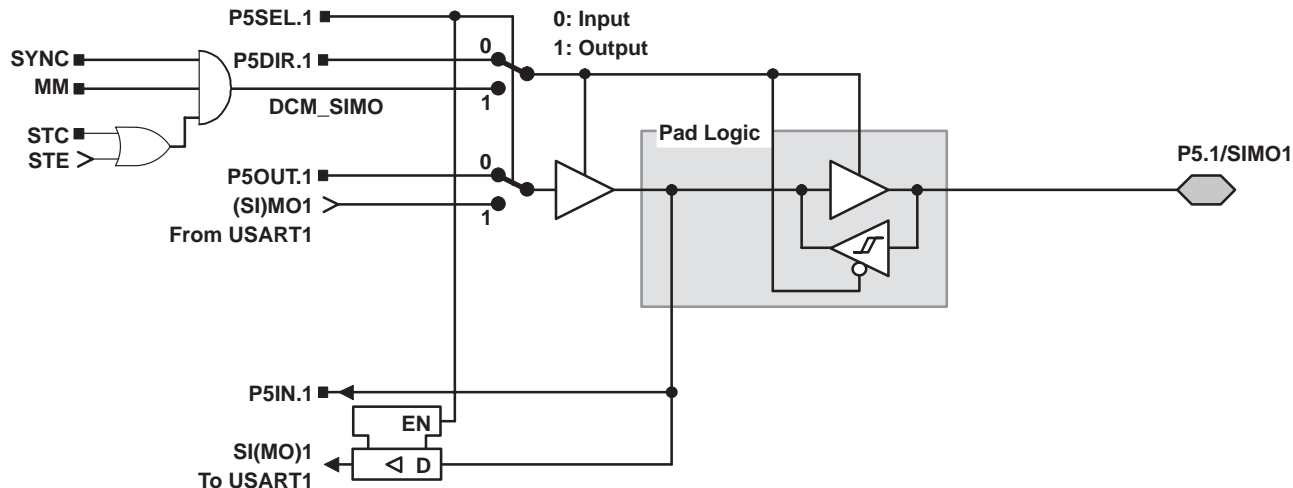 P5SEL.1
0: Input
1: Output
SYNC
P5DIR.1
0
MM
1
DCM_SIMO
STC
STE
Pad Logic
P5.1/SIMO1
P5OUT.1
0
(SI)MO1
1
From USART1
P5IN.1
EN
SI(MO)1
D
To USART1